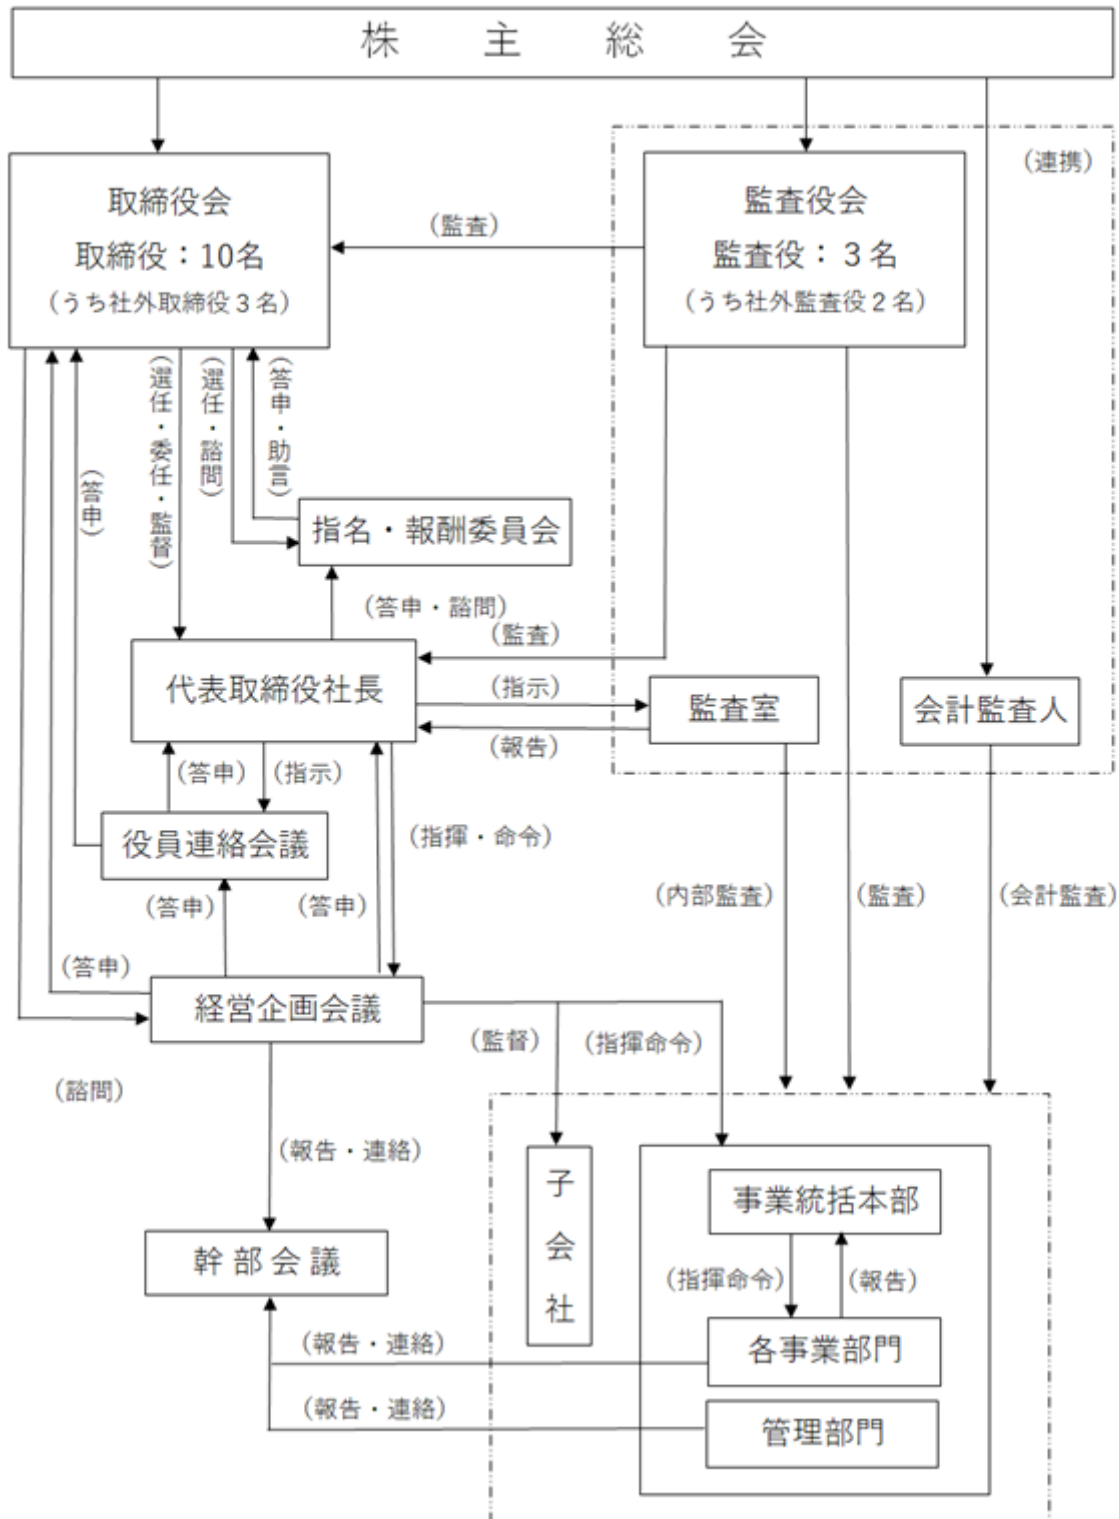 株主総会
（連携）
取締役会
取締役：10名
（うち社外取締役３名）
（監査）
監査役会
監査役：３名
（うち社外監査役２名）
（答申）
（選任・委任・監督）
（選任・諮問）
（答申・助言）
指名・報酬委員会
（答申・諮問）
（監査）
代表取締役社長
（指示）
（報告）
監査室
会計監査人
（答申）
（指示）
役員連絡会議
（指揮・命令）
（答申）
（答申）
（内部監査）
（監査）
（会計監査）
（答申）
経営企画会議
（監督）
（指揮命令）
（諮問）
（報告・連絡）
子会社
事業統括本部
（指揮命令）
（報告）
幹部会議
（報告・連絡）
各事業部門
（報告・連絡）
管理部門